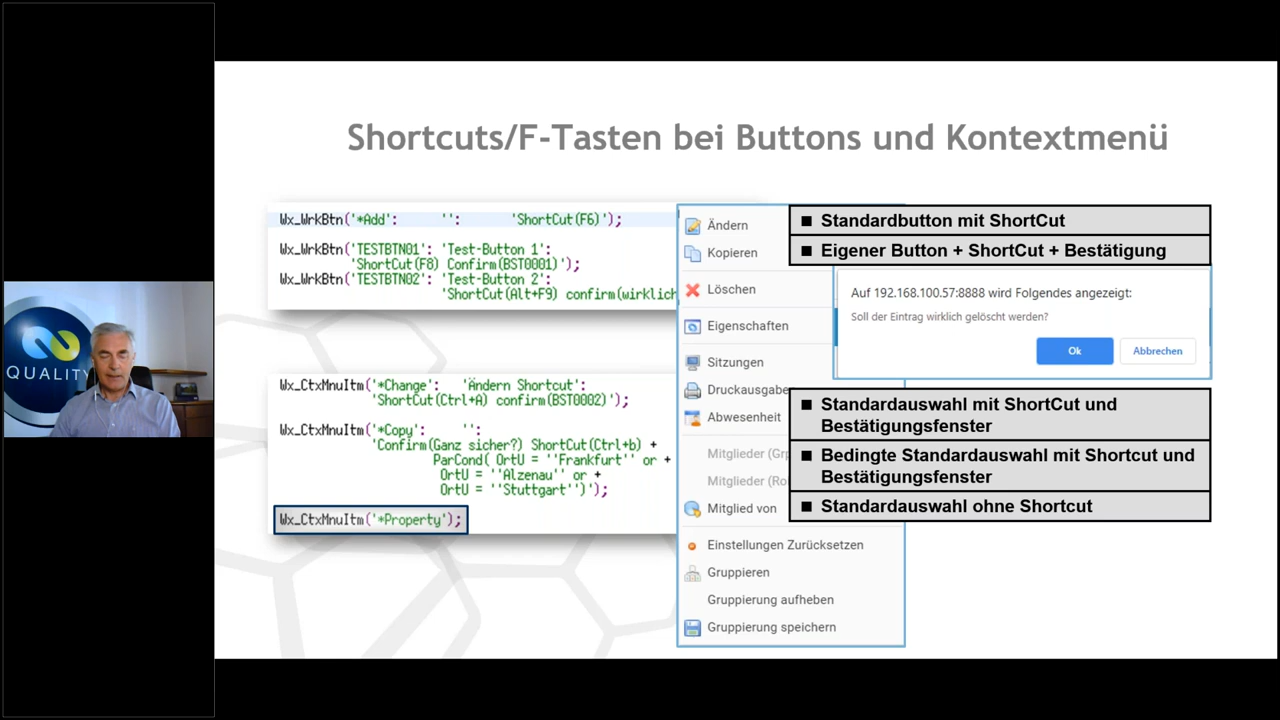 Shortcuts/F-Tasten bei Buttons und Kontextmenü
Wx_WrkBtn('*Add': '': 'ShortCut(F6)');
Wx_WrkBtn('TESTBTN01': 'Test-Button 1':
'ShortCut(F8) Confirm(BST0001)');
Wx_WrkBtn('TESTBTN02': 'Test-Button 2':
'ShortCut(Alt+F9) confirm(wirklich
Wx_CtxMnuItm('*Change': 'Ändern Shortcut':
'ShortCut(Ctrl+A) confirm(BST0002)');
Wx_CtxMnuItm('*Copy': '':
'Confirm(Ganz sicher?) ShortCut(Ctrl+b) +
ParCond( OrtU = ''Frankfurt'' or +
OrtU = ''Alzenau'' or +
OrtU = ''Stuttgart'')');
Wx_CtxMnuItm('*Property');
Ändern
Kopieren
Löschen
Eigenschaften
Sitzungen
Druckausgabe
Abwesenheit
Mitglieder (Grp
Mitglieder (Ro
Mitglied von
Einstellungen Zurücksetzen
Gruppieren
Gruppierung aufheben
Gruppierung speichern
■ Standardbutton mit ShortCut
■ Eigener Button + ShortCut + Bestätigung
Auf 192.168.100.57:8888 wird Folgendes angezeigt:
Soll der Eintrag wirklich gelöscht werden?
Ok
Abbrechen
■ Standardauswahl mit ShortCut und
Bestätigungsfenster
■ Bedingte Standardauswahl mit Shortcut und
Bestätigungsfenster
■ Standardauswahl ohne Shortcut
QUALITY